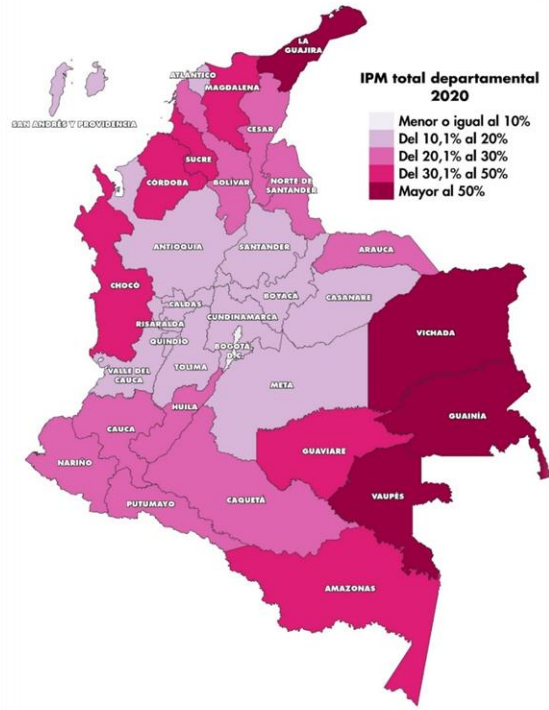 LA
GUAJIRA
ATLÁNTICO
MAGDALENA
IPM total departamental
2020
Menor o igual al 10%
Del 10,1% al 20%
Del 20,1% al 30%
Del 30,1% al 50%
Mayor al 50%
SAN ANDRÉS Y PROVIDENCIA
CESAR
SUCRE
CÓRDOBA
BOLÍVAR
NORTE DE
SANTANDER
ANTIOQUIA
SANTANDER
ARAUCA
CHOCÓ
BOYACÁ
CASANARE
CALDAS
CUNDINAMARCA
RISARALDA
VICHADA
QUINDÍO
BOGOTÁ
D.C.
VALLE DEL
CAUCA
TOLIMA
META
HUILA
GUAINÍA
CAUCA
GUAVIARE
NARIÑO
VAUPÉS
CAQUETÁ
PUTUMAYO
AMAZONAS